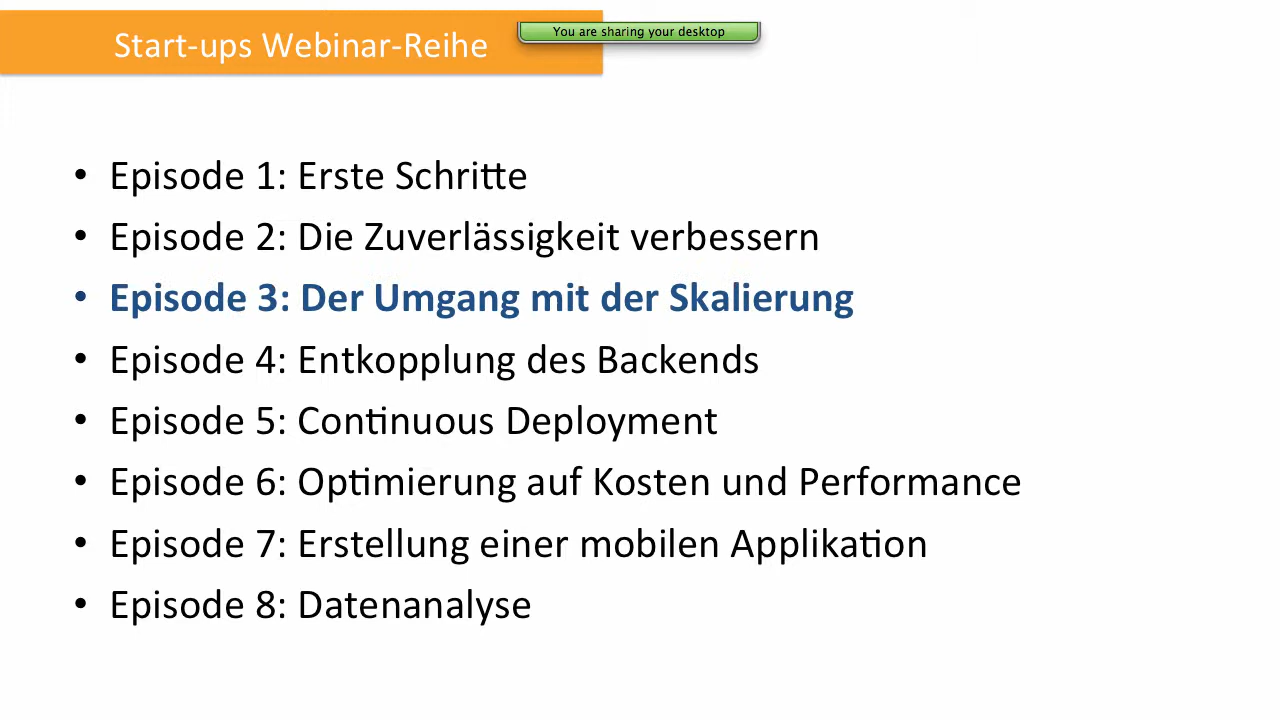 Start-ups Webinar-Reihe
You are sharing your desktop
• Episode 1: Erste Schritte
• Episode 2: Die Zuverlässigkeit verbessern
• Episode 3: Der Umgang mit der Skalierung
• Episode 4: Entkopplung des Backends
• Episode 5: Continuous Deployment
• Episode 6: Optimierung auf Kosten und Performance
• Episode 7: Erstellung einer mobilen Applikation
• Episode 8: Datenanalyse